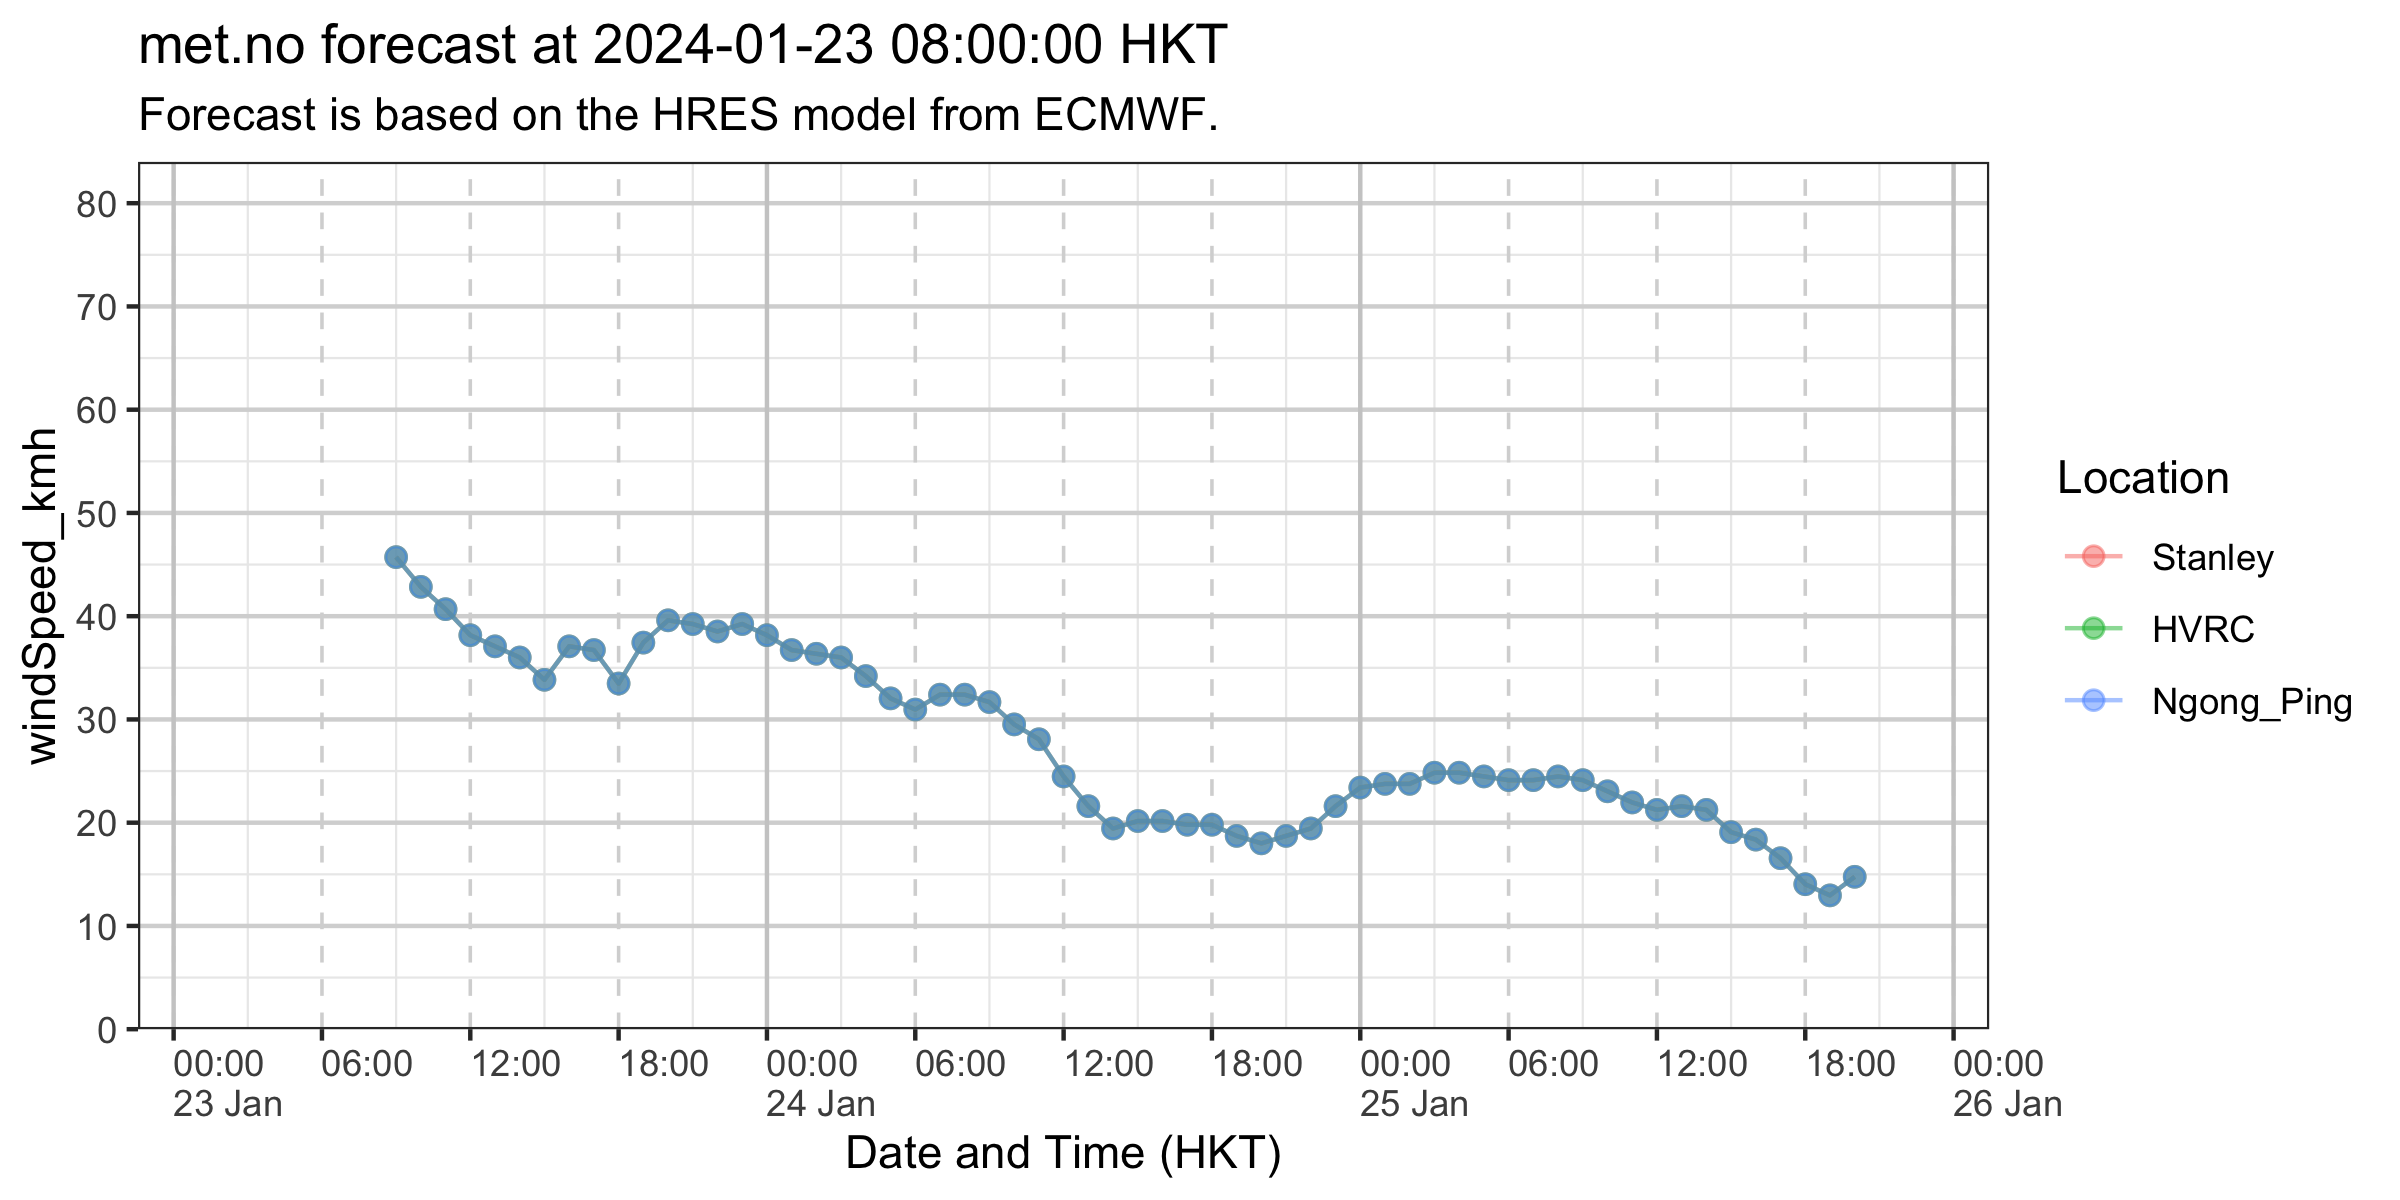 met.no forecast at 2024-01-23 08:00:00 HKT
Forecast is based on the HRES model from ECMWF.
windSpeed_kmh
80
70
60
50
40
30
20
10
0
00:00 06:00 12:00 18:00 00:00 06:00 12:00 18:00 00:00 06:00 12:00 18:00 00:00
23 Jan 24 Jan 25 Jan 26 Jan
Date and Time (HKT)
Location
Stanley
HVRC
Ngong_Ping